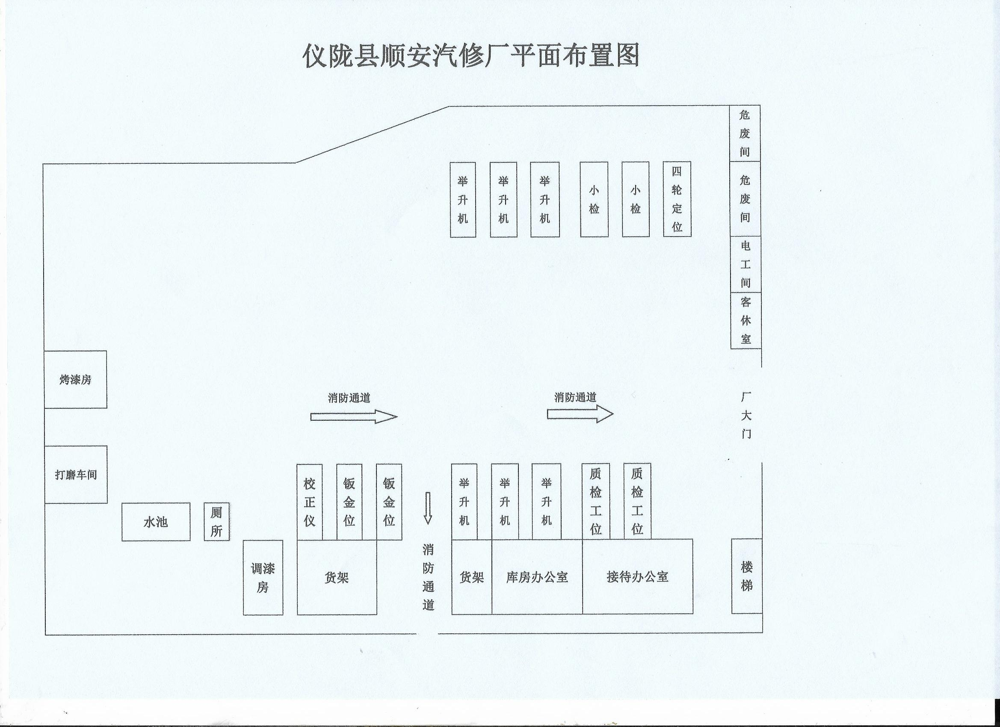 仪陇县顺安汽修厂平面布置图
危废间
举升机
举升机
举升机
小检
小检
四轮定位
危废间
电工间
客休室
烤漆房
消防通道
消防通道
厂大门
打磨车间
水池
厕所
校正仪
钣金位
钣金位
举升机
举升机
举升机
质检工位
质检工位
调漆房
货架
消防通道
货架
库房办公室
接待办公室
楼梯